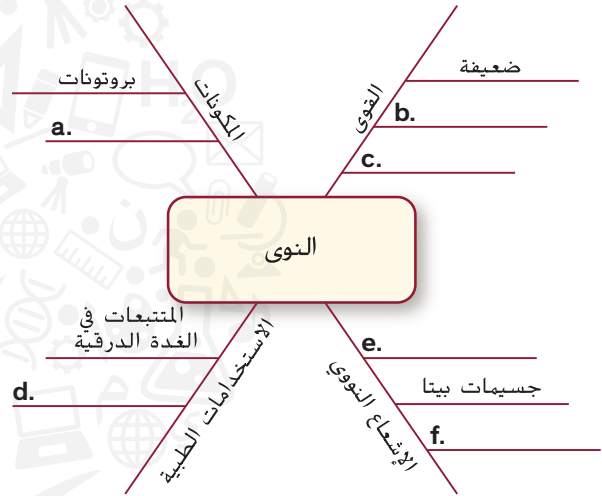 القوى
ضعيفة
b.
c.
المكونات
بروتونات
a.
النوى
الإشعاع النووي
e.
جسيمات بيتا
f.
الاستخدامات الطبية
المتتبعات في
الغدة الدرقية
d.